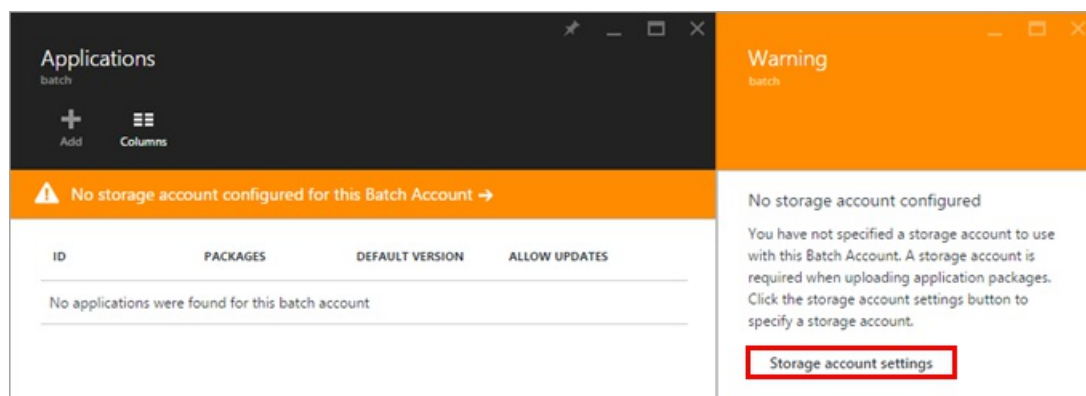 Applications
batch
Add
Columns
No storage account configured for this Batch Account →
ID PACKAGES DEFAULT VERSION ALLOW UPDATES
No applications were found for this batch account
Warning
batch
No storage account configured
You have not specified a storage account to use
with this Batch Account. A storage account is
required when uploading application packages.
Click the storage account settings button to
specify a storage account.
Storage account settings